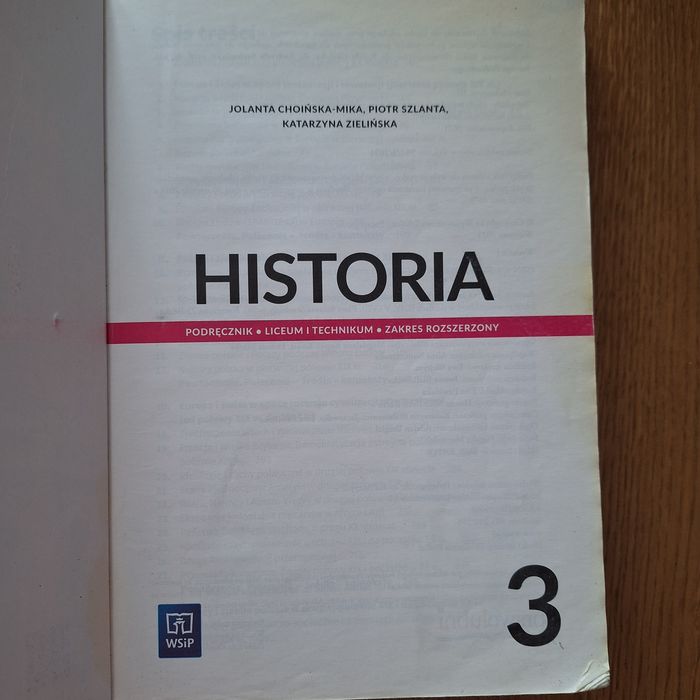 JOLANTA CHOIŃSKA-MIKA, PIOTR SZLANTA,
KATARZYNA ZIELIŃSKA
HISTORIA
PODRĘCZNIK • LICEUM I TECHNIKUM • ZAKRES ROZSZERZONY
3
WSiP